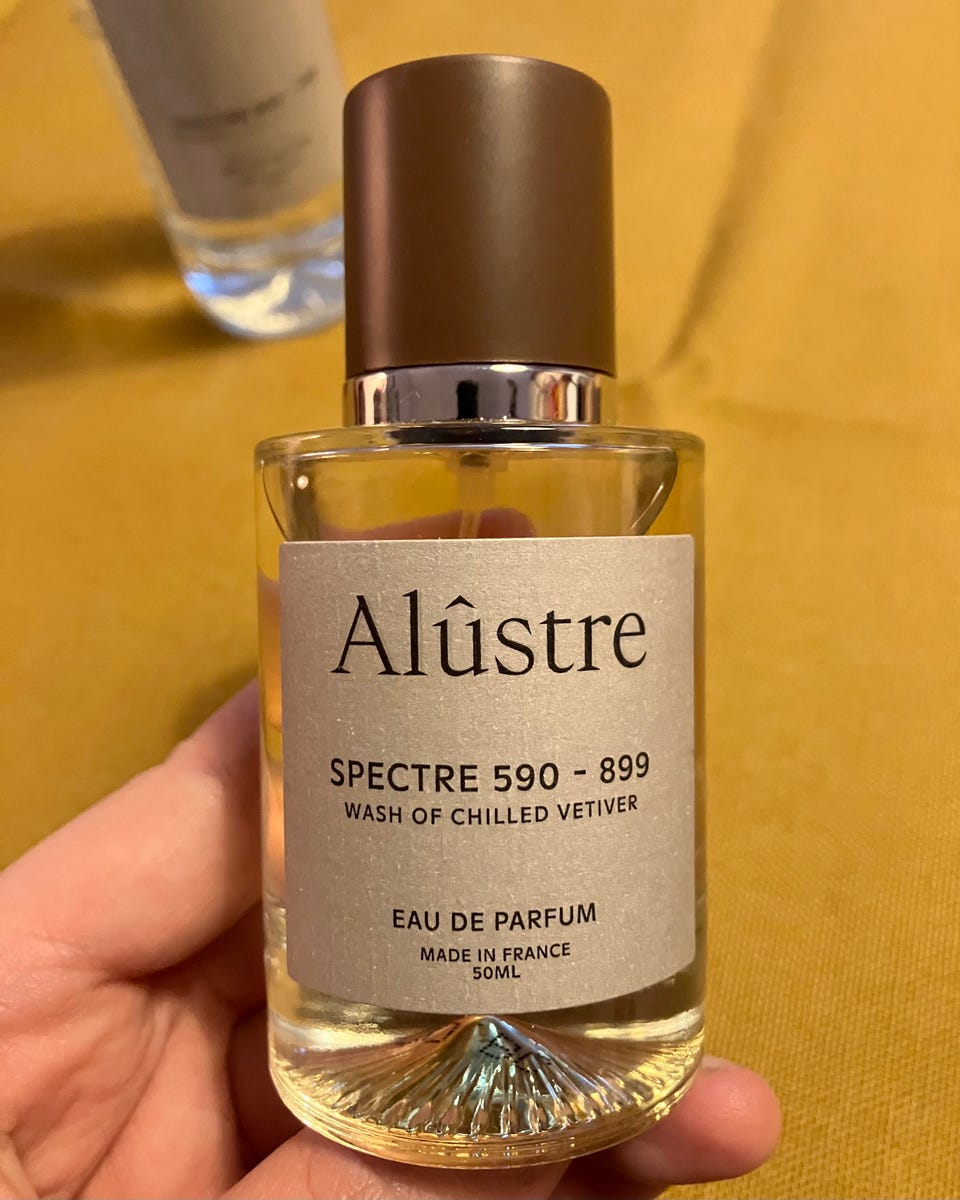 Alûstre
SPECTRE 590 - 899
WASH OF CHILLED VETIVER
EAU DE PARFUM
MADE IN FRANCE
50ML